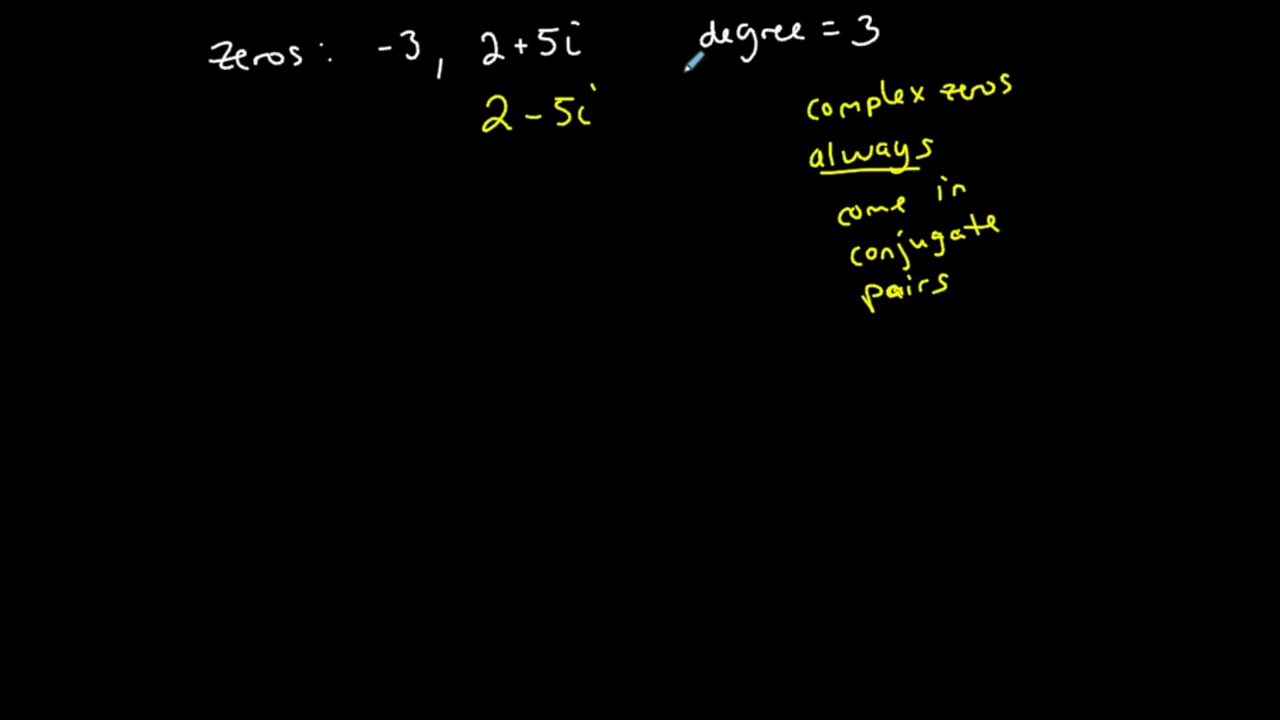 zeros: -3, 2+5i degree = 3
2-5i
complex zeros
always
come in
conjugate
pairs